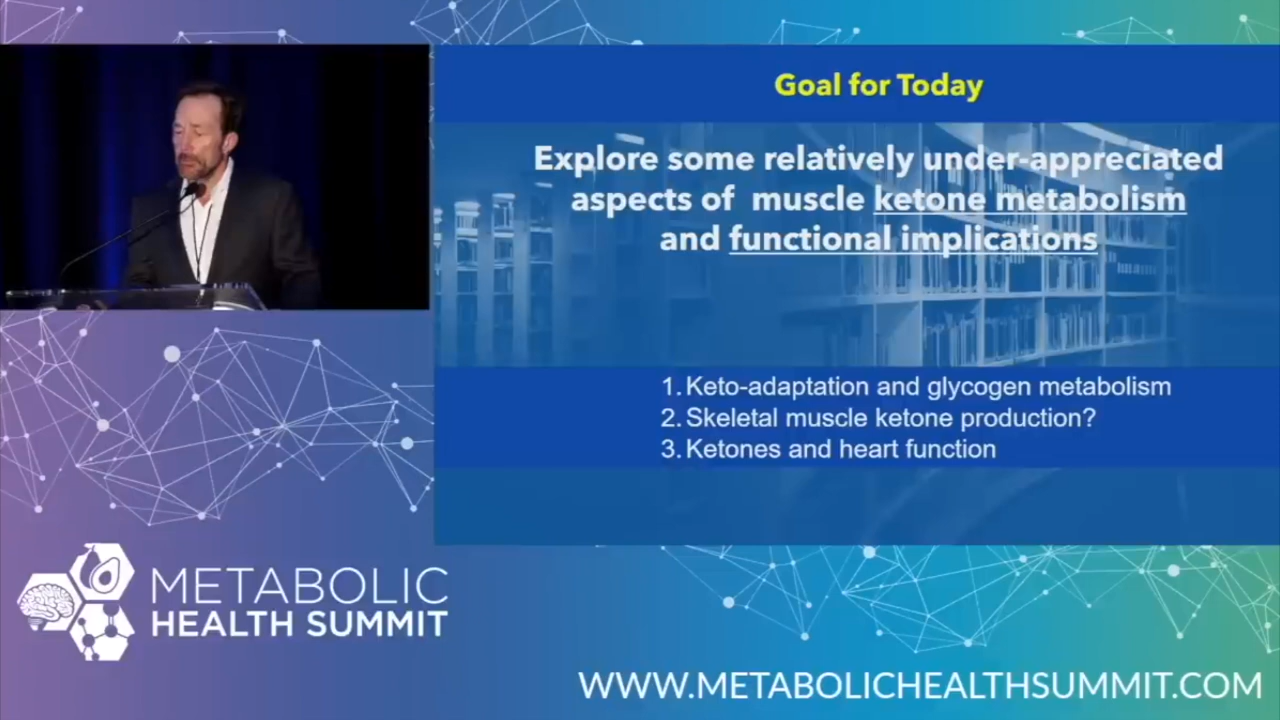 Goal for Today
Explore some relatively under-appreciated
aspects of muscle ketone metabolism
and functional implications
1. Keto-adaptation and glycogen metabolism
2. Skeletal muscle ketone production?
3. Ketones and heart function
METABOLIC
HEALTH SUMMIT
WWW.METABOLICHEALTHSUMMIT.COM